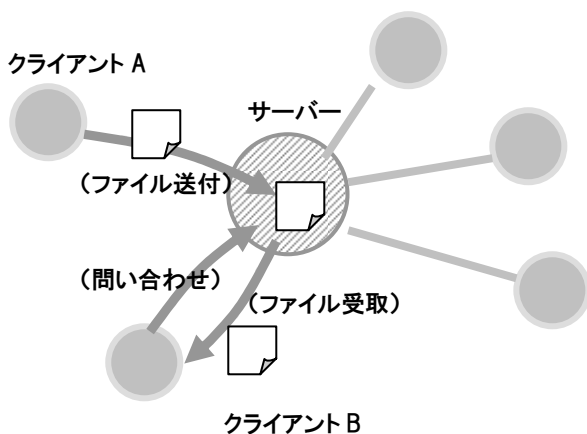 クライアント A
サーバー
（ファイル送付）
（問い合わせ）
（ファイル受取）
クライアント B